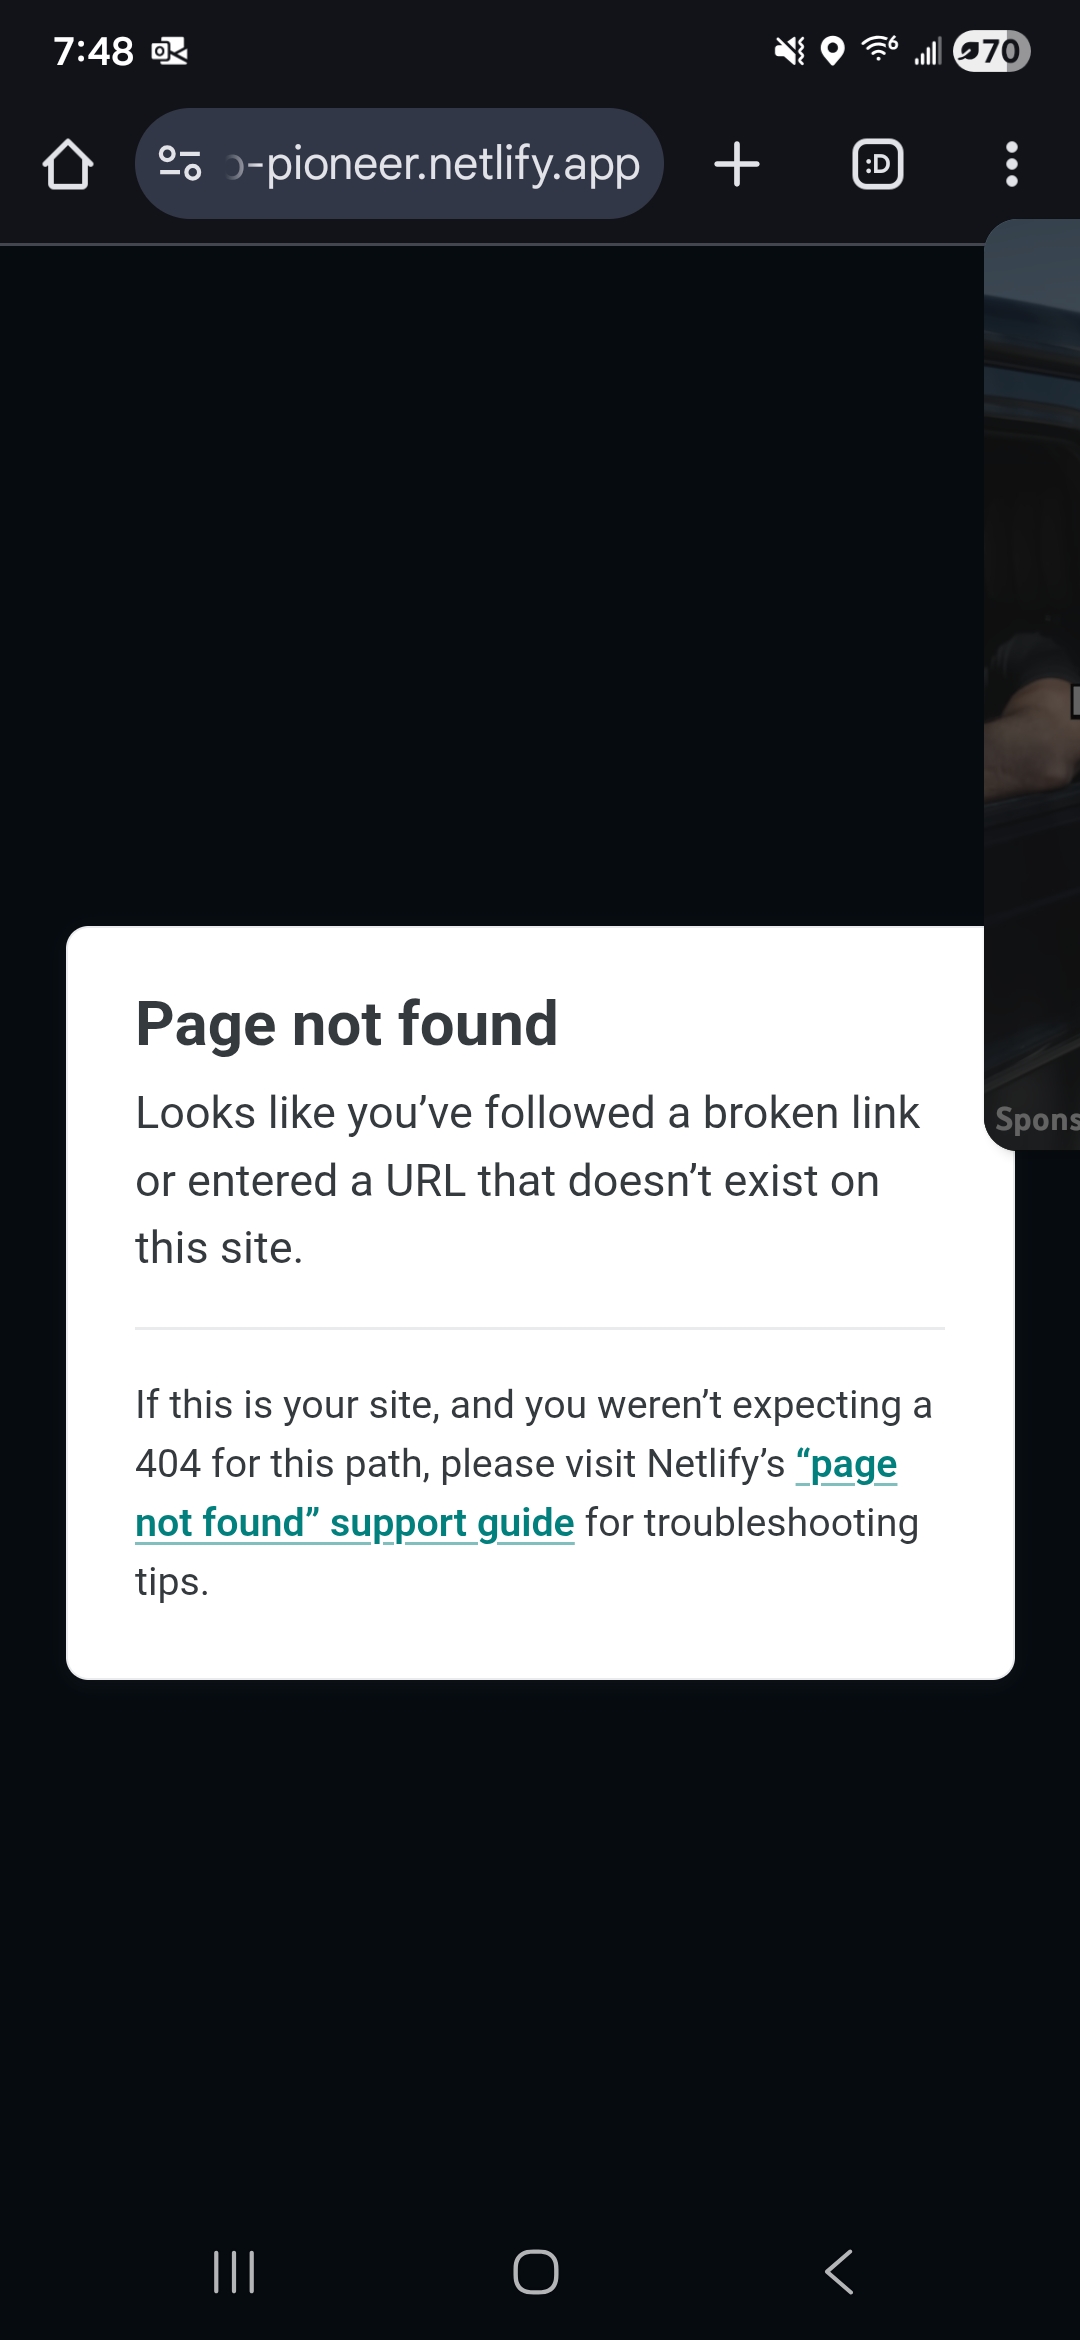 7:48
70
-pioneer.netlify.app
:D
Page not found
Looks like you’ve followed a broken link
or entered a URL that doesn’t exist on
this site.
Spons
If this is your site, and you weren’t expecting a
404 for this path, please visit Netlify’s “page
not found” support guide for troubleshooting
tips.